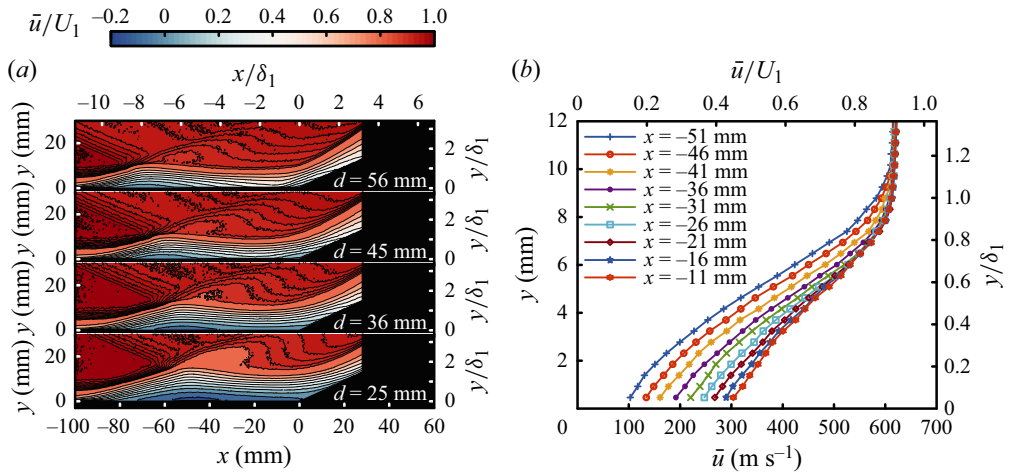 ū/U1
–0.2 0 0.2 0.4 0.6 0.8 1.0
(a)
x/δ1
–10 –8 –6 –4 –2 0 2 4 6
y (mm) 20 0 2 0 y/δ1
d = 56 mm
y (mm) 20 0 2 0 y/δ1
d = 45 mm
y (mm) 20 0 2 0 y/δ1
d = 36 mm
y (mm) 20 0 2 0 y/δ1
d = 25 mm
–100 –80 –60 –40 –20 0 20 40 60
x (mm)
(b)
ū/U1
0 0.2 0.4 0.6 0.8 1.0
12
10
8
6
4
2
y (mm)
x = –51 mm
x = –46 mm
x = –41 mm
x = –36 mm
x = –31 mm
x = –26 mm
x = –21 mm
x = –16 mm
x = –11 mm
1.2
1.0
0.8
0.6
0.4
0.2
0
y/δ1
0 100 200 300 400 500 600 700
ū (m s–1)